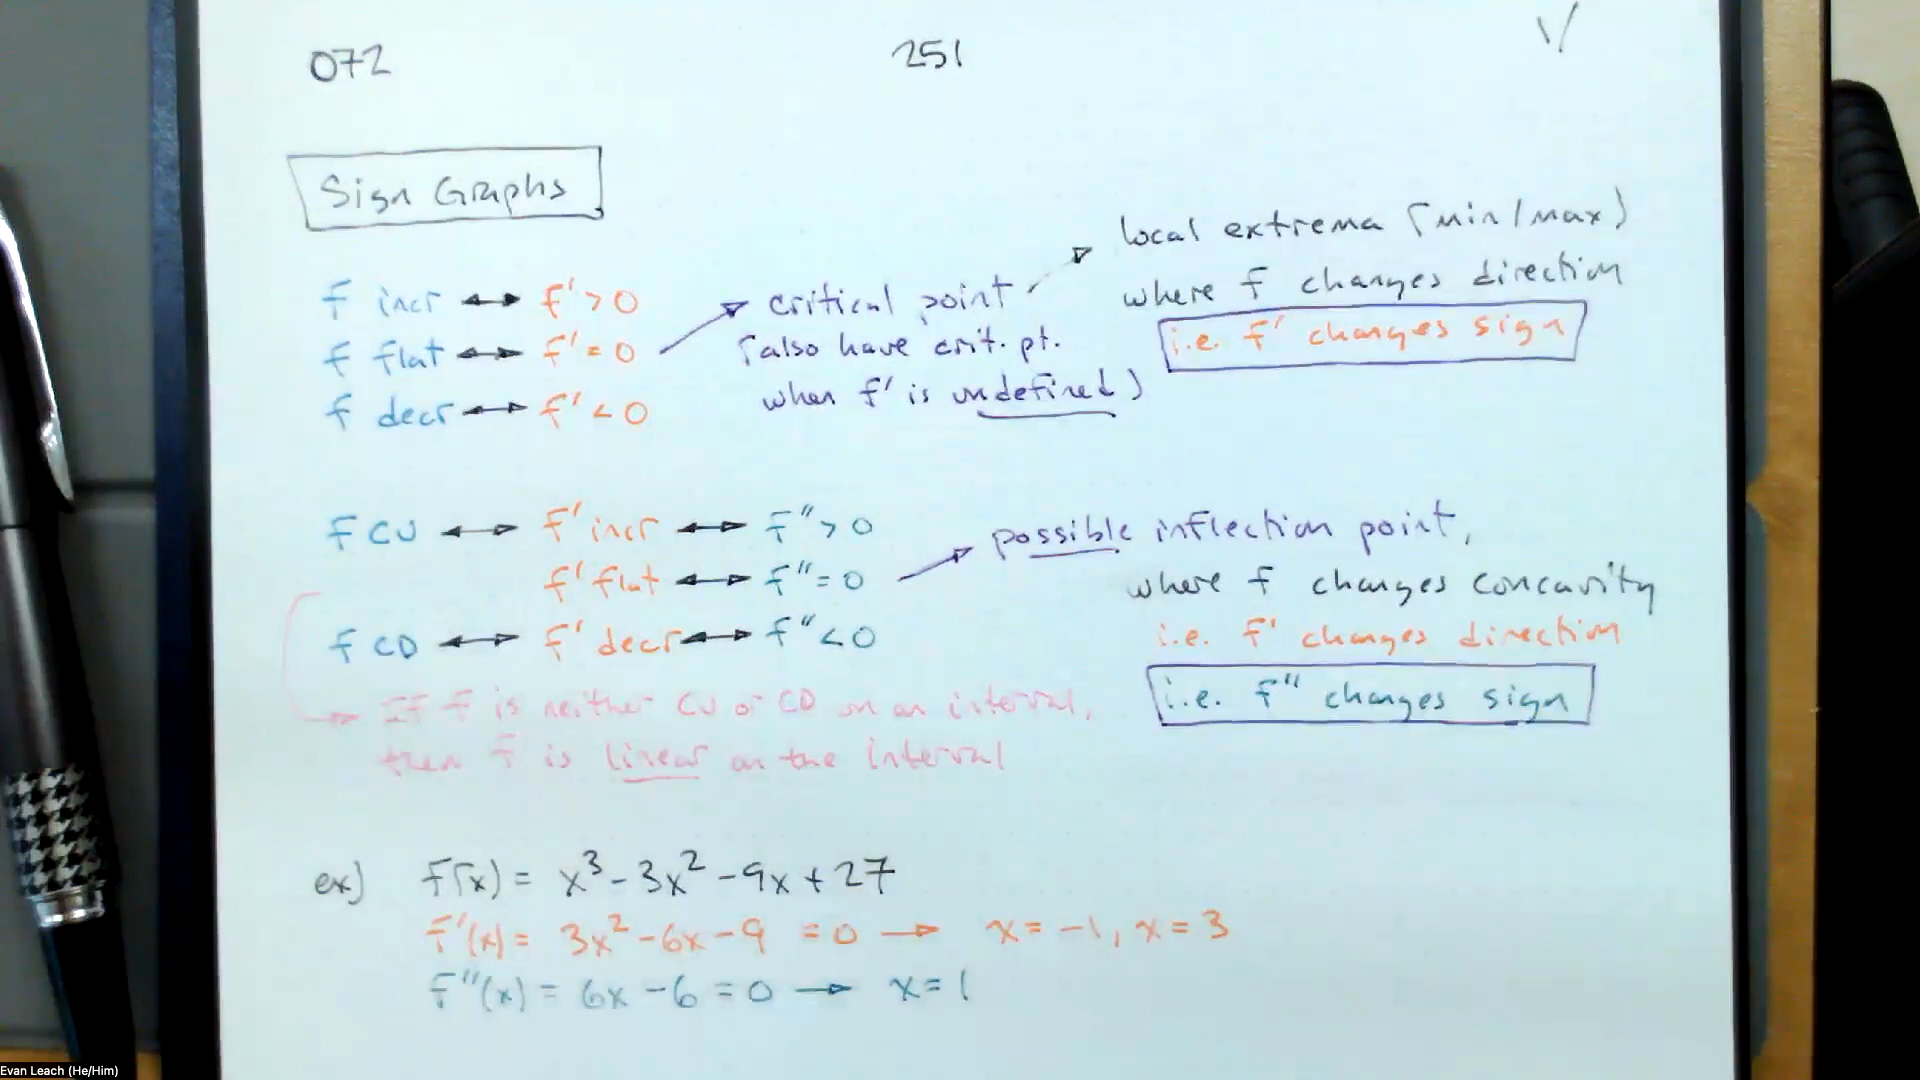 072 251 \/
Sign Graphs
f incr ↔ f' > 0
f flat ↔ f' = 0
f decr ↔ f' < 0
→ critical point
(also have crit. pt.
when f' is undefined)
→ local extrema (min/max)
where f changes direction
i.e. f' changes sign
f CU ↔ f' incr ↔ f'' > 0
f' flat ↔ f'' = 0
f CD ↔ f' decr ↔ f'' < 0
→ possible inflection point,
where f changes concavity
i.e. f' changes direction
i.e. f'' changes sign
→ If f is neither CU or CD on an interval,
then f is linear on the interval
ex) f(x) = x³ - 3x² - 9x + 27
f'(x) = 3x² - 6x - 9 = 0 → x = -1, x = 3
f''(x) = 6x - 6 = 0 → x = 1
Evan Leach (He/Him)